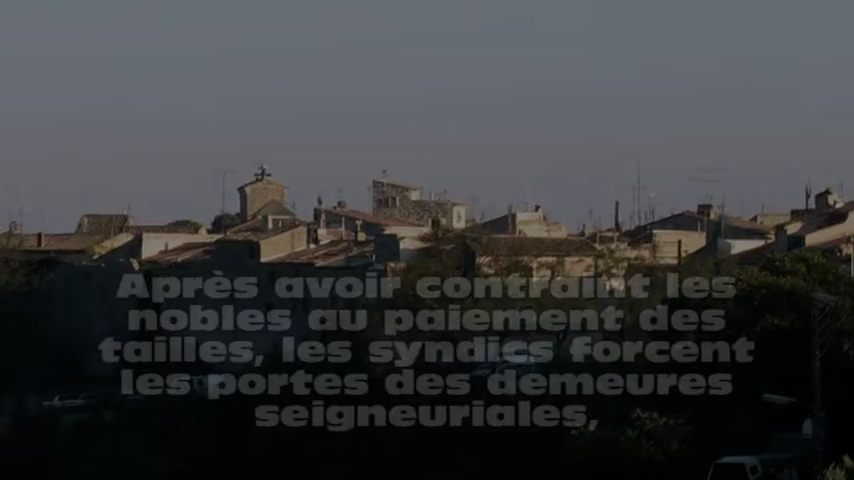 Après avoir contraint les
nobles au paiement des
tailles, les syndics forcent
les portes des demeures
seigneuriales,